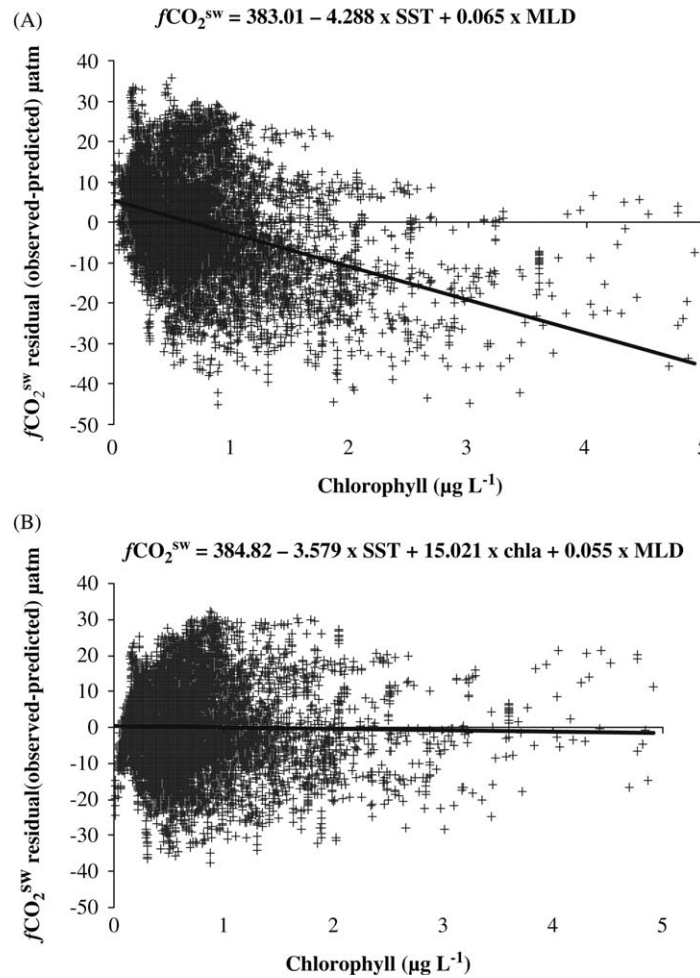 (A)
fCO₂ˢʷ = 383.01 – 4.288 x SST + 0.065 x MLD
fCO₂ˢʷ residual (observed-predicted) µatm
40
30
20
10
0
-10
-20
-30
-40
-50
0 1 2 3 4 5
Chlorophyll (µg L⁻¹)
(B)
fCO₂ˢʷ = 384.82 – 3.579 x SST + 15.021 x chla + 0.055 x MLD
fCO₂ˢʷ residual(observed-predicted) µatm
40
30
20
10
0
-10
-20
-30
-40
-50
0 1 2 3 4 5
Chlorophyll (µg L⁻¹)